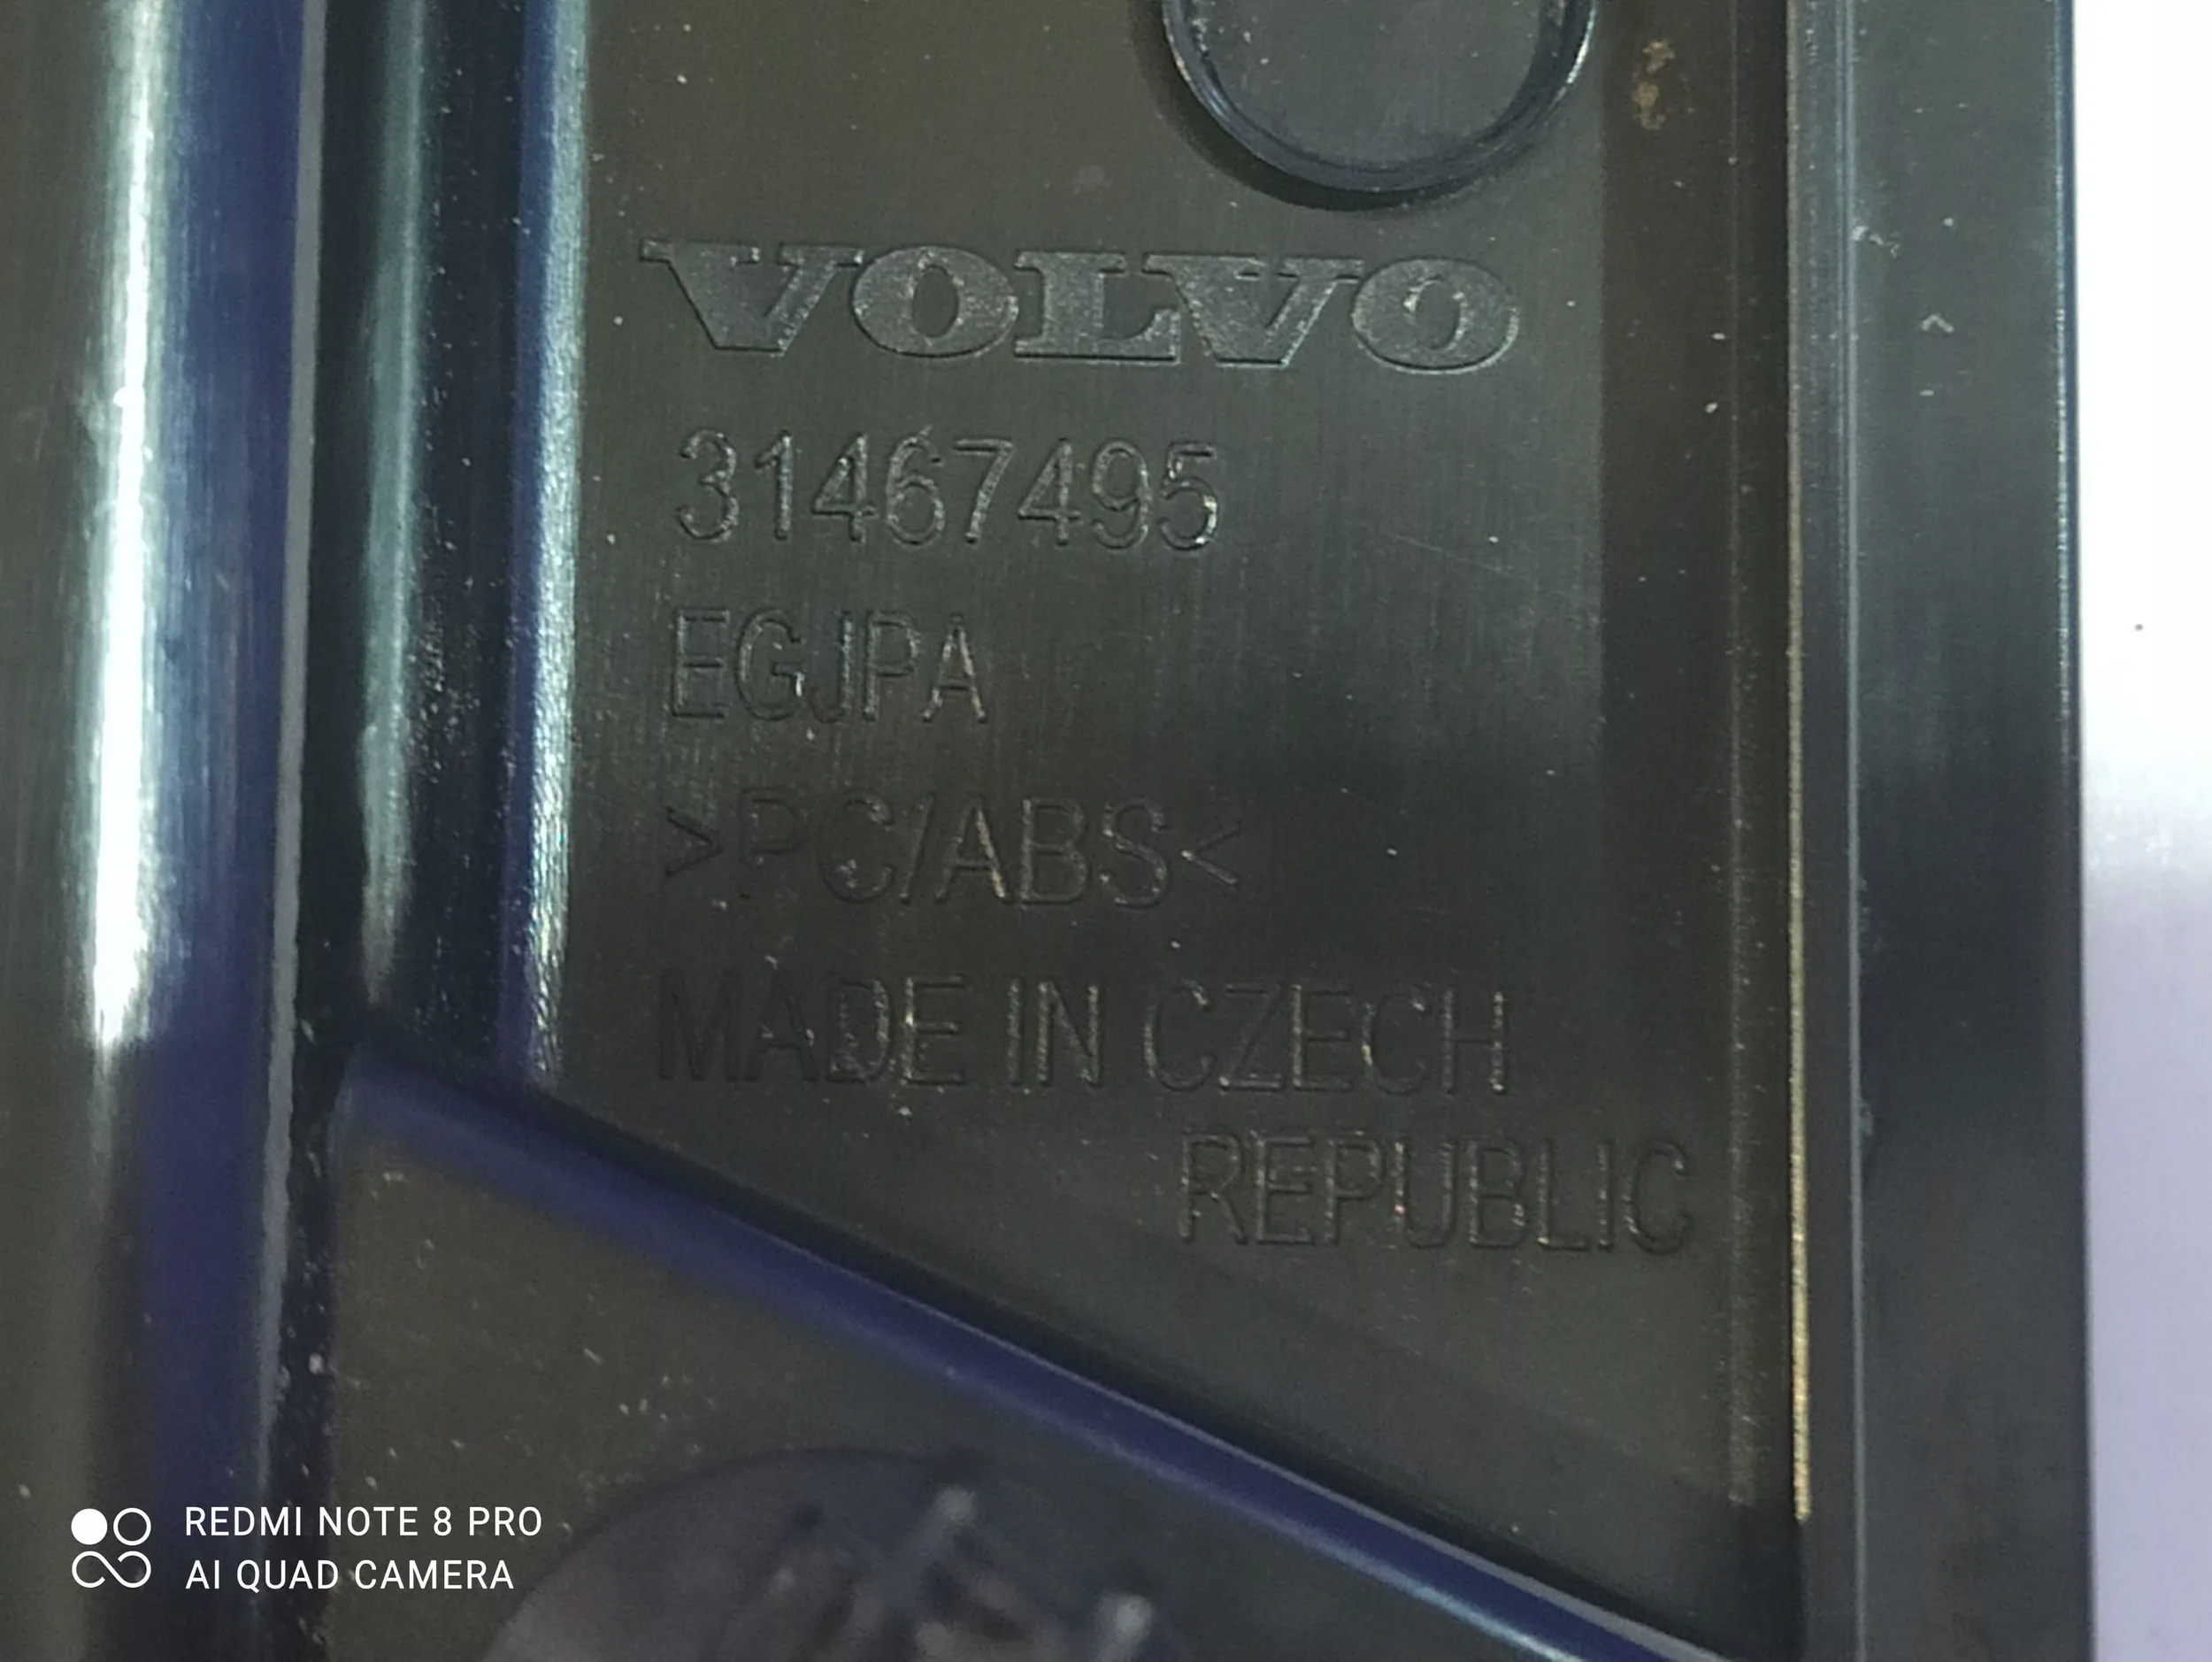 VOLVO
31467495
EGJPA
>PC/ABS<
MADE IN CZECH
REPUBLIC
REDMI NOTE 8 PRO
AI QUAD CAMERA